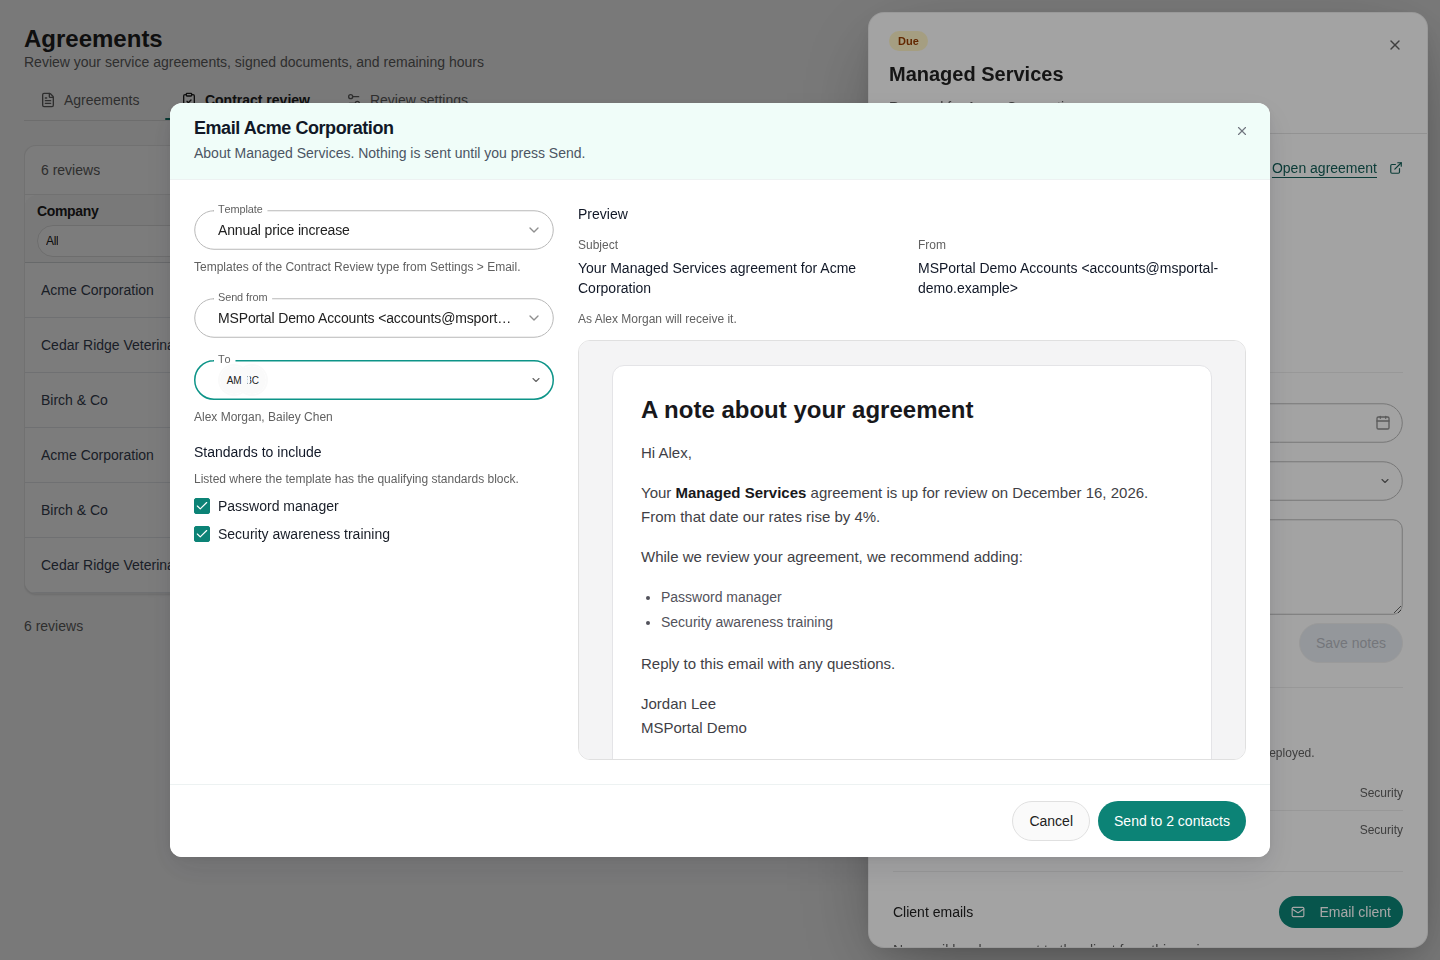 Agreements
Review your service agreements, signed documents, and remaining hours
Agreements
Contract review
Review settings
6 reviews
Company
All
Acme Corporation
Cedar Ridge Veterina
Birch & Co
Acme Corporation
Birch & Co
Cedar Ridge Veterina
6 reviews
Due
Managed Services
Open agreement
Save notes
eployed.
Security
Security
Client emails
Email client
Email Acme Corporation
About Managed Services. Nothing is sent until you press Send.
Template
Annual price increase
Templates of the Contract Review type from Settings > Email.
Send from
MSPortal Demo Accounts <accounts@msport…
To
AM
Alex Morgan, Bailey Chen
Standards to include
Listed where the template has the qualifying standards block.
Password manager
Security awareness training
Preview
Subject
Your Managed Services agreement for Acme
Corporation
From
MSPortal Demo Accounts <accounts@msportal-
demo.example>
As Alex Morgan will receive it.
A note about your agreement
Hi Alex,
Your Managed Services agreement is up for review on December 16, 2026.
From that date our rates rise by 4%.
While we review your agreement, we recommend adding:
• Password manager
• Security awareness training
Reply to this email with any questions.
Jordan Lee
MSPortal Demo
Cancel
Send to 2 contacts